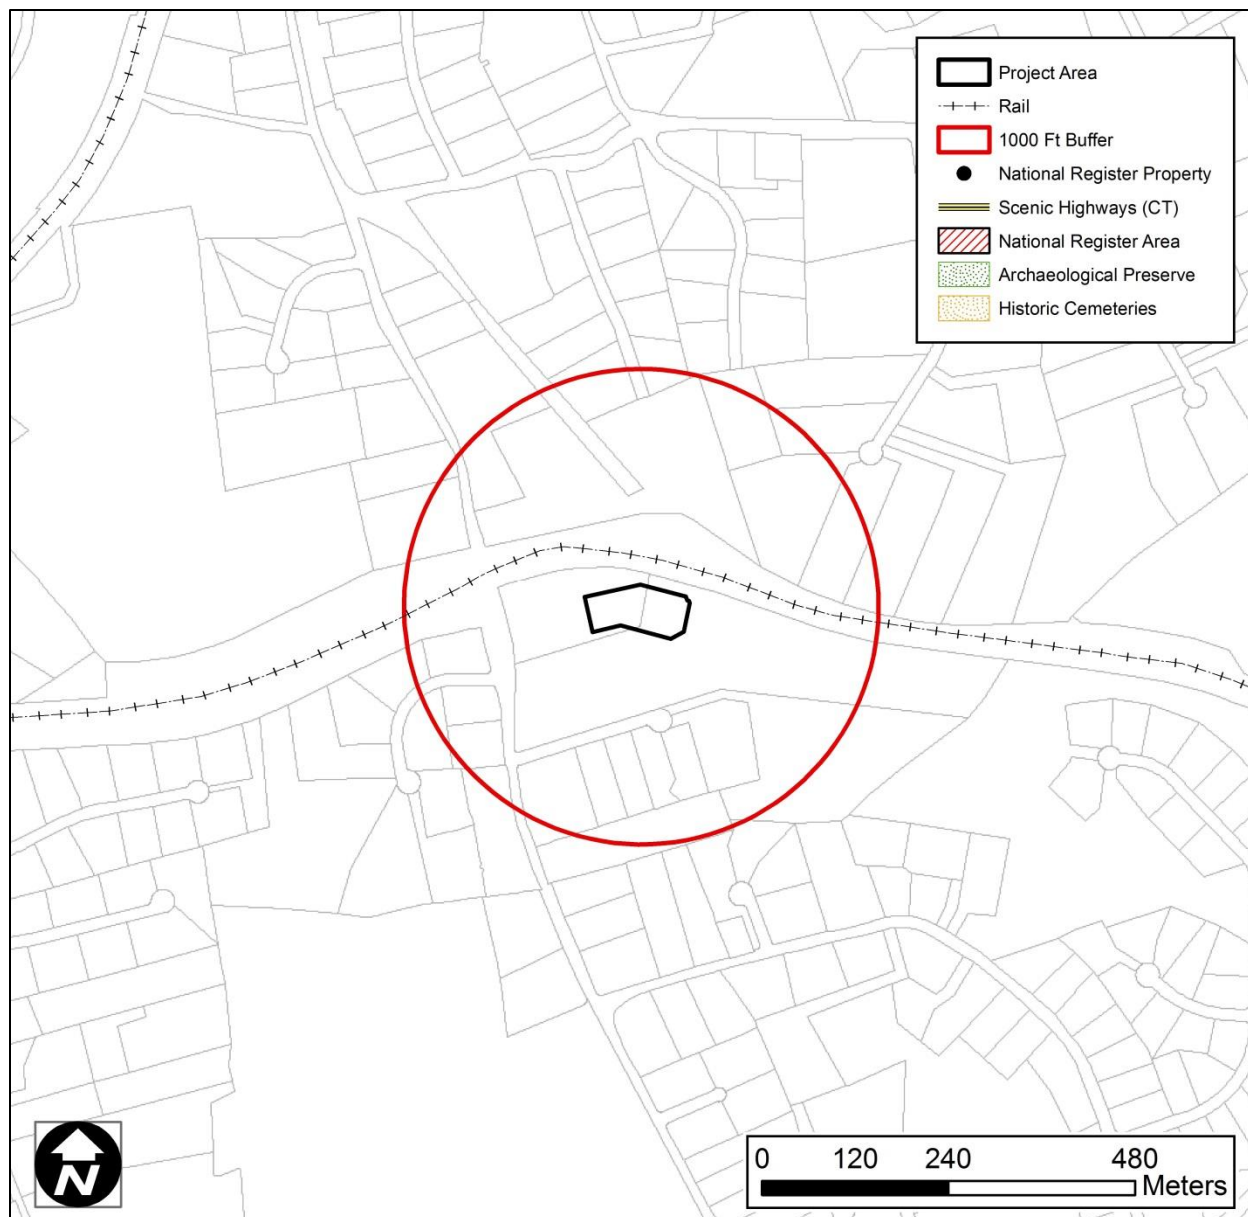 Project Area
Rail
1000 Ft Buffer
National Register Property
Scenic Highways (CT)
National Register Area
Archaeological Preserve
Historic Cemeteries
N
0 120 240 480
Meters